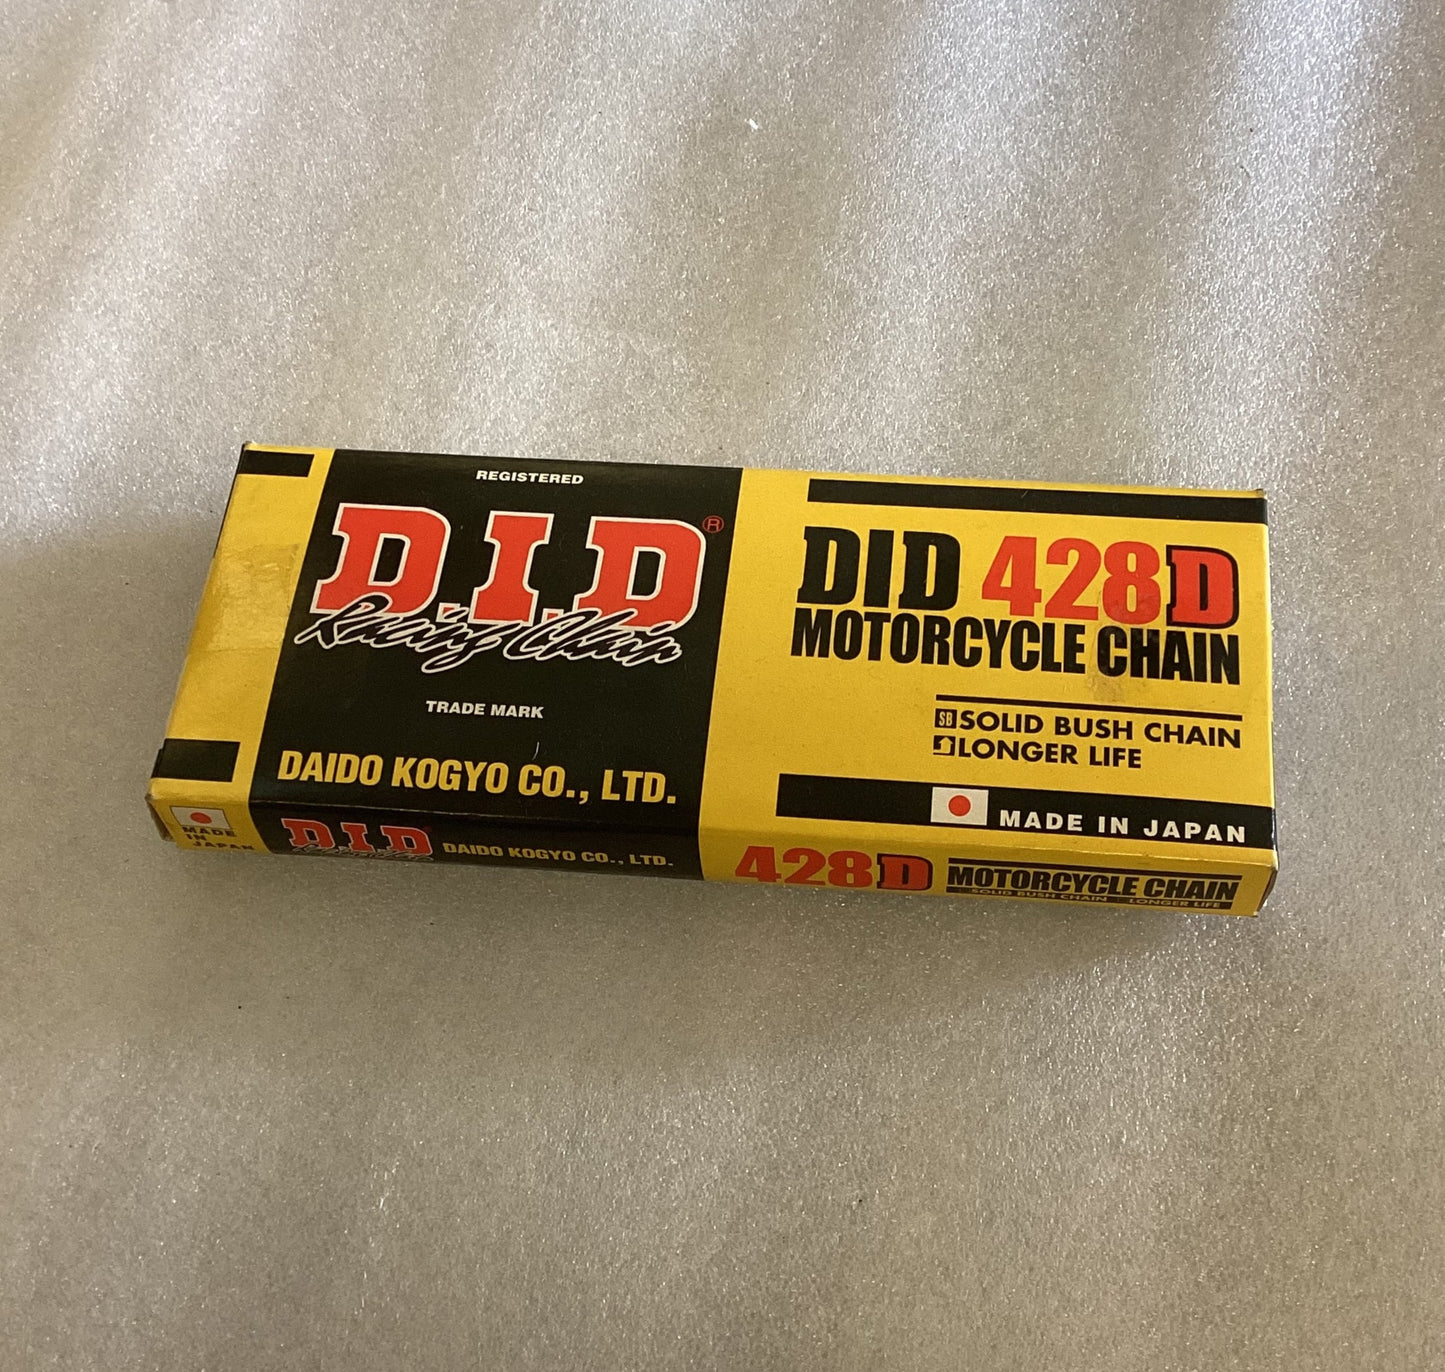 REGISTERED
D.I.D®
Racing Chain
TRADE MARK
DAIDO KOGYO CO., LTD.
DID 428D
MOTORCYCLE CHAIN
SB SOLID BUSH CHAIN
LONGER LIFE
MADE IN JAPAN
MADE
IN
JAPAN
D.I.D
DAIDO KOGYO CO., LTD.
428D
MOTORCYCLE CHAIN
SOLID BUSH CHAIN LONGER LIFE